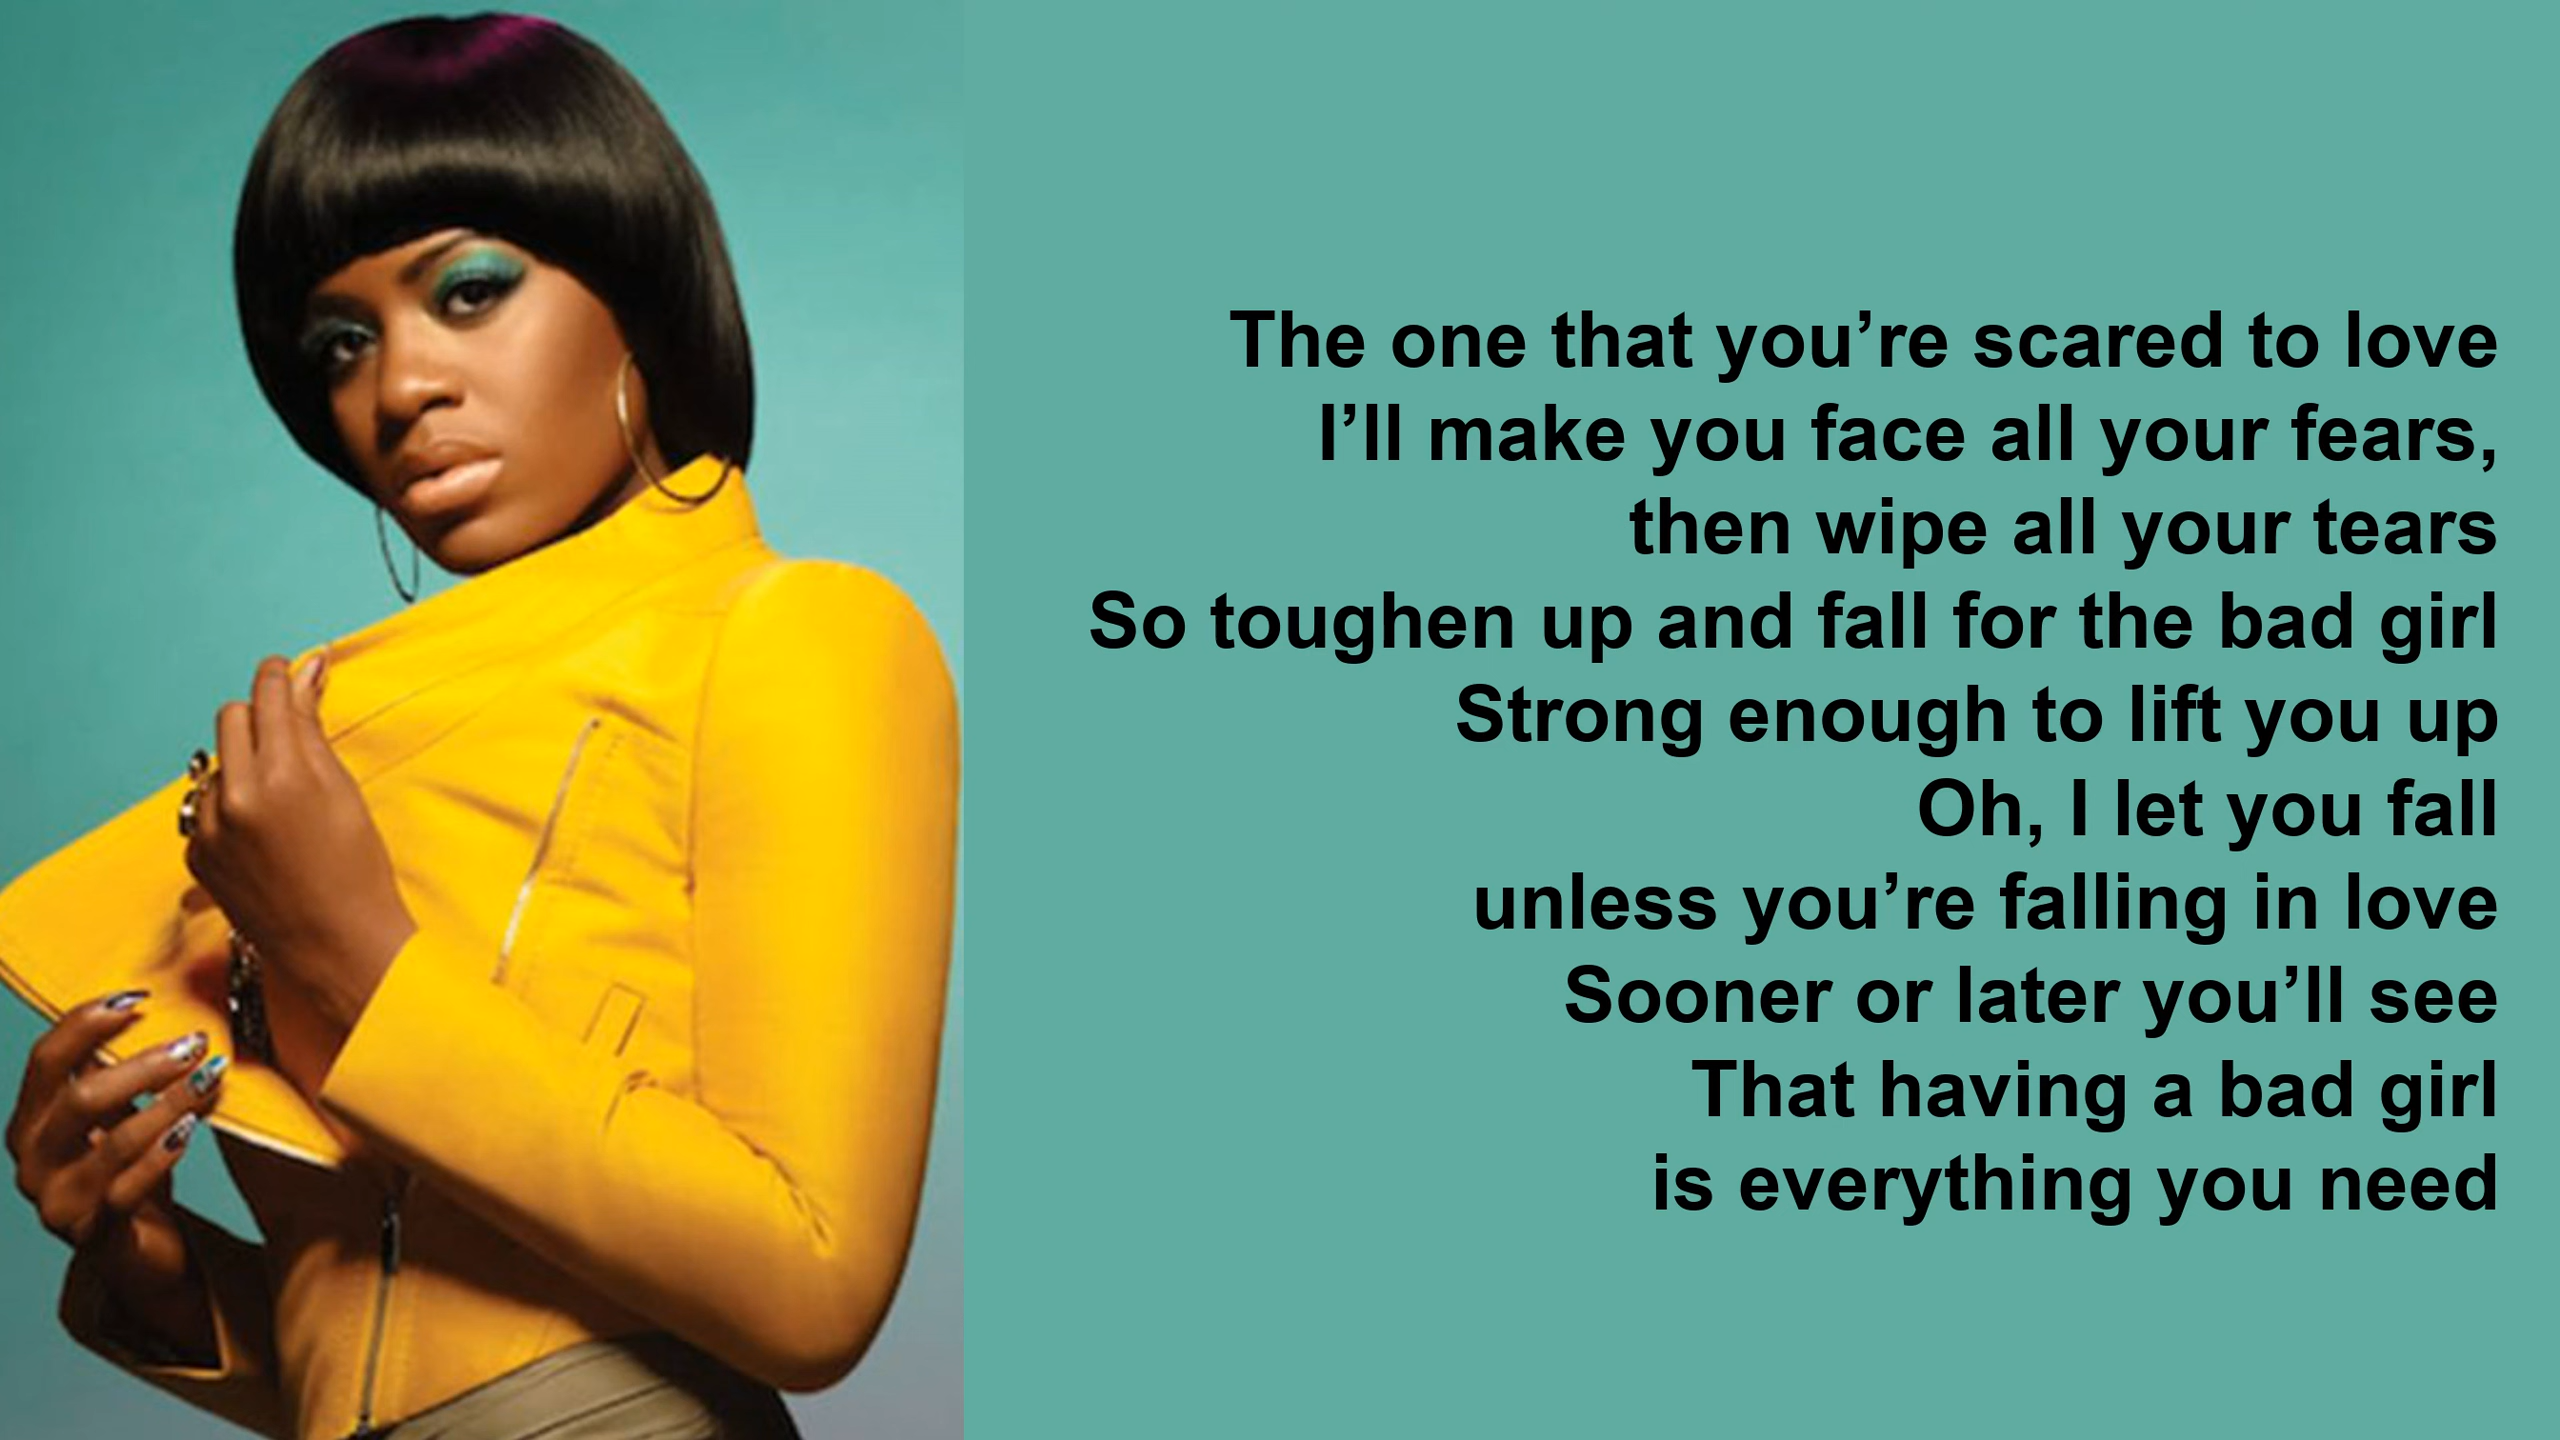 The one that you’re scared to love
I’ll make you face all your fears,
then wipe all your tears
So toughen up and fall for the bad girl
Strong enough to lift you up
Oh, I let you fall
unless you’re falling in love
Sooner or later you’ll see
That having a bad girl
is everything you need